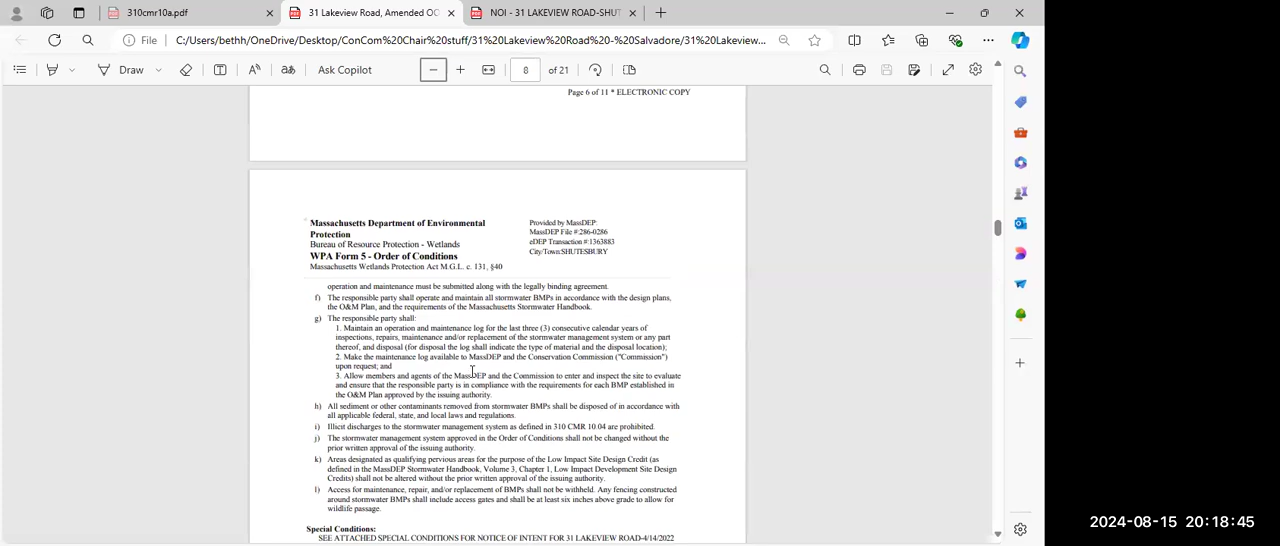 310cmr10a.pdf
31 Lakeview Road, Amended OO
NOI - 31 LAKEVIEW ROAD-SHUT
File
C:/Users/bethh/OneDrive/Desktop/ConCom%20Chair%20stuff/31%20Lakeview%20Road%20-%20Salvadore/31%20Lakeview...
Draw
Ask Copilot
8 of 21
Page 6 of 11 * ELECTRONIC COPY
Massachusetts Department of Environmental
Protection
Bureau of Resource Protection - Wetlands
WPA Form 5 - Order of Conditions
Massachusetts Wetlands Protection Act M.G.L. c. 131, §40
Provided by MassDEP:
MassDEP File #:286-0286
eDEP Transaction #:1363883
City/Town:SHUTESBURY
operation and maintenance must be submitted along with the legally binding agreement.
f) The responsible party shall operate and maintain all stormwater BMPs in accordance with the design plans,
the O&M Plan, and the requirements of the Massachusetts Stormwater Handbook.
g) The responsible party shall:
1. Maintain an operation and maintenance log for the last three (3) consecutive calendar years of
inspections, repairs, maintenance and/or replacement of the stormwater management system or any part
thereof, and disposal (for disposal the log shall indicate the type of material and the disposal location);
2. Make the maintenance log available to MassDEP and the Conservation Commission ("Commission")
upon request; and
3. Allow members and agents of the MassDEP and the Commission to enter and inspect the site to evaluate
and ensure that the responsible party is in compliance with the requirements for each BMP established in
the O&M Plan approved by the issuing authority.
h) All sediment or other contaminants removed from stormwater BMPs shall be disposed of in accordance with
all applicable federal, state, and local laws and regulations.
i) Illicit discharges to the stormwater management system as defined in 310 CMR 10.04 are prohibited.
j) The stormwater management system approved in the Order of Conditions shall not be changed without the
prior written approval of the issuing authority.
k) Areas designated as qualifying pervious areas for the purpose of the Low Impact Site Design Credit (as
defined in the MassDEP Stormwater Handbook, Volume 3, Chapter 1, Low Impact Development Site Design
Credits) shall not be altered without the prior written approval of the issuing authority.
l) Access for maintenance, repair, and/or replacement of BMPs shall not be withheld. Any fencing constructed
around stormwater BMPs shall include access gates and shall be at least six inches above grade to allow for
wildlife passage.
Special Conditions:
SEE ATTACHED SPECIAL CONDITIONS FOR NOTICE OF INTENT FOR 31 LAKEVIEW ROAD-4/14/2022
2024-08-15 20:18:45